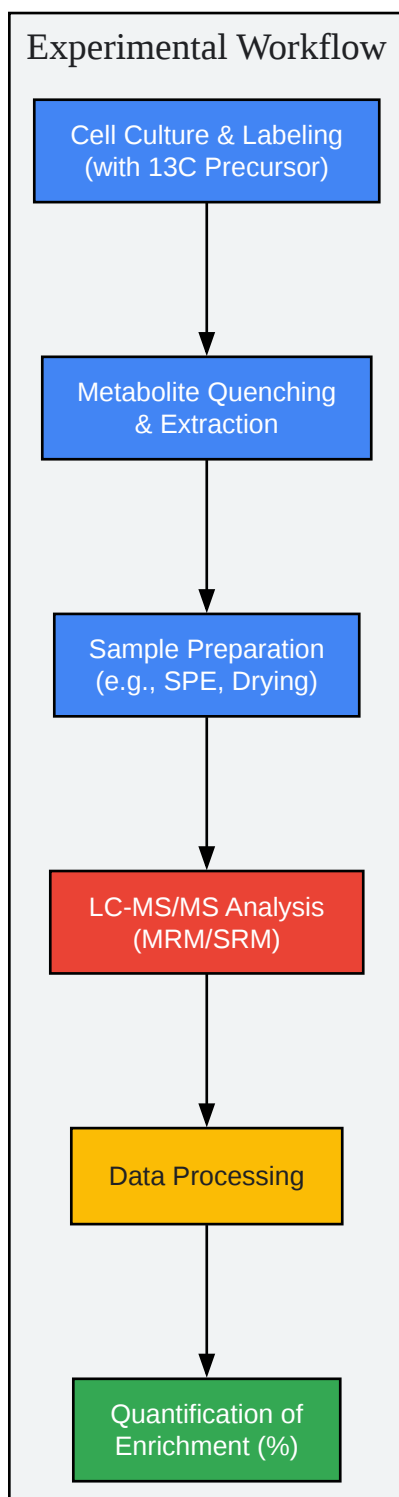 Experimental Workflow
Cell Culture & Labeling
(with 13C Precursor)
Metabolite Quenching
& Extraction
Sample Preparation
(e.g., SPE, Drying)
LC-MS/MS Analysis
(MRM/SRM)
Data Processing
Quantification of
Enrichment (%)